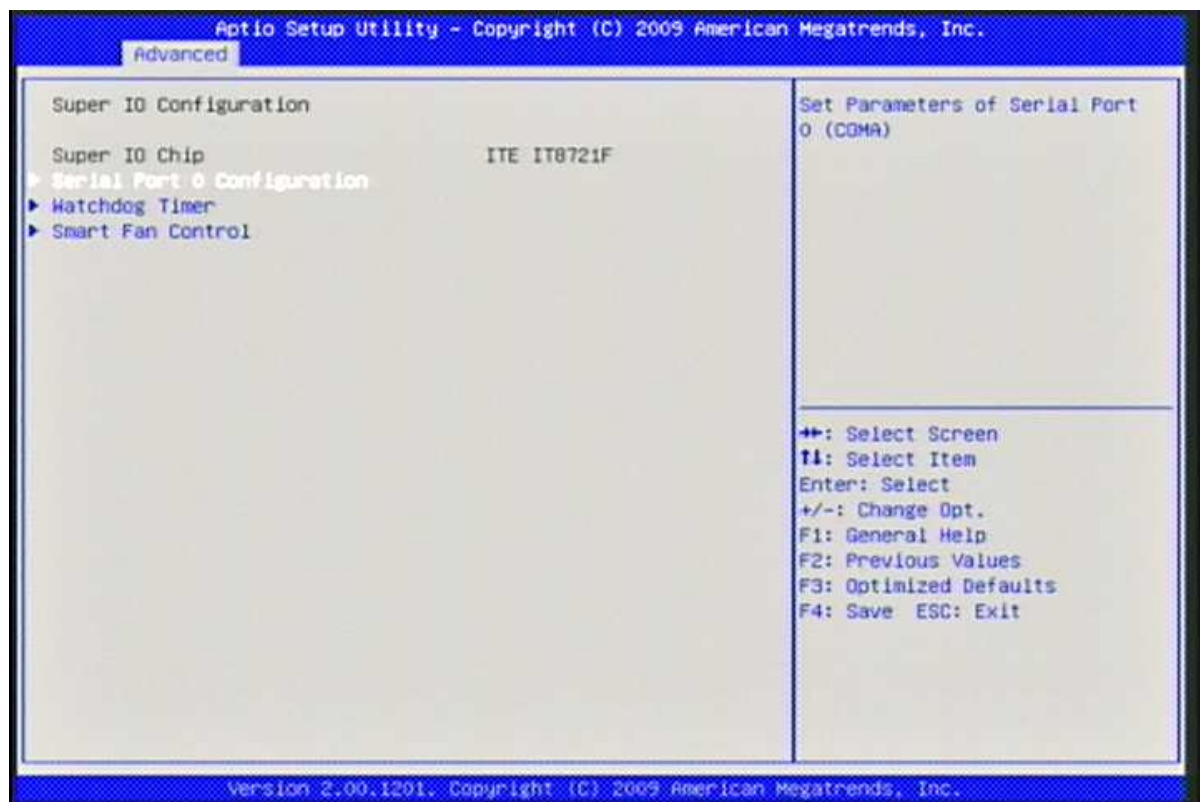 Aptio Setup Utility - Copyright (C) 2009 American Megatrends, Inc.
Advanced
Super IO Configuration
Super IO Chip ITE IT8721F
► Serial Port 0 Configuration
► Watchdog Timer
► Smart Fan Control
Set Parameters of Serial Port
0 (COMA)
→←: Select Screen
↑↓: Select Item
Enter: Select
+/-: Change Opt.
F1: General Help
F2: Previous Values
F3: Optimized Defaults
F4: Save ESC: Exit
Version 2.00.1201. Copyright (C) 2009 American Megatrends, Inc.